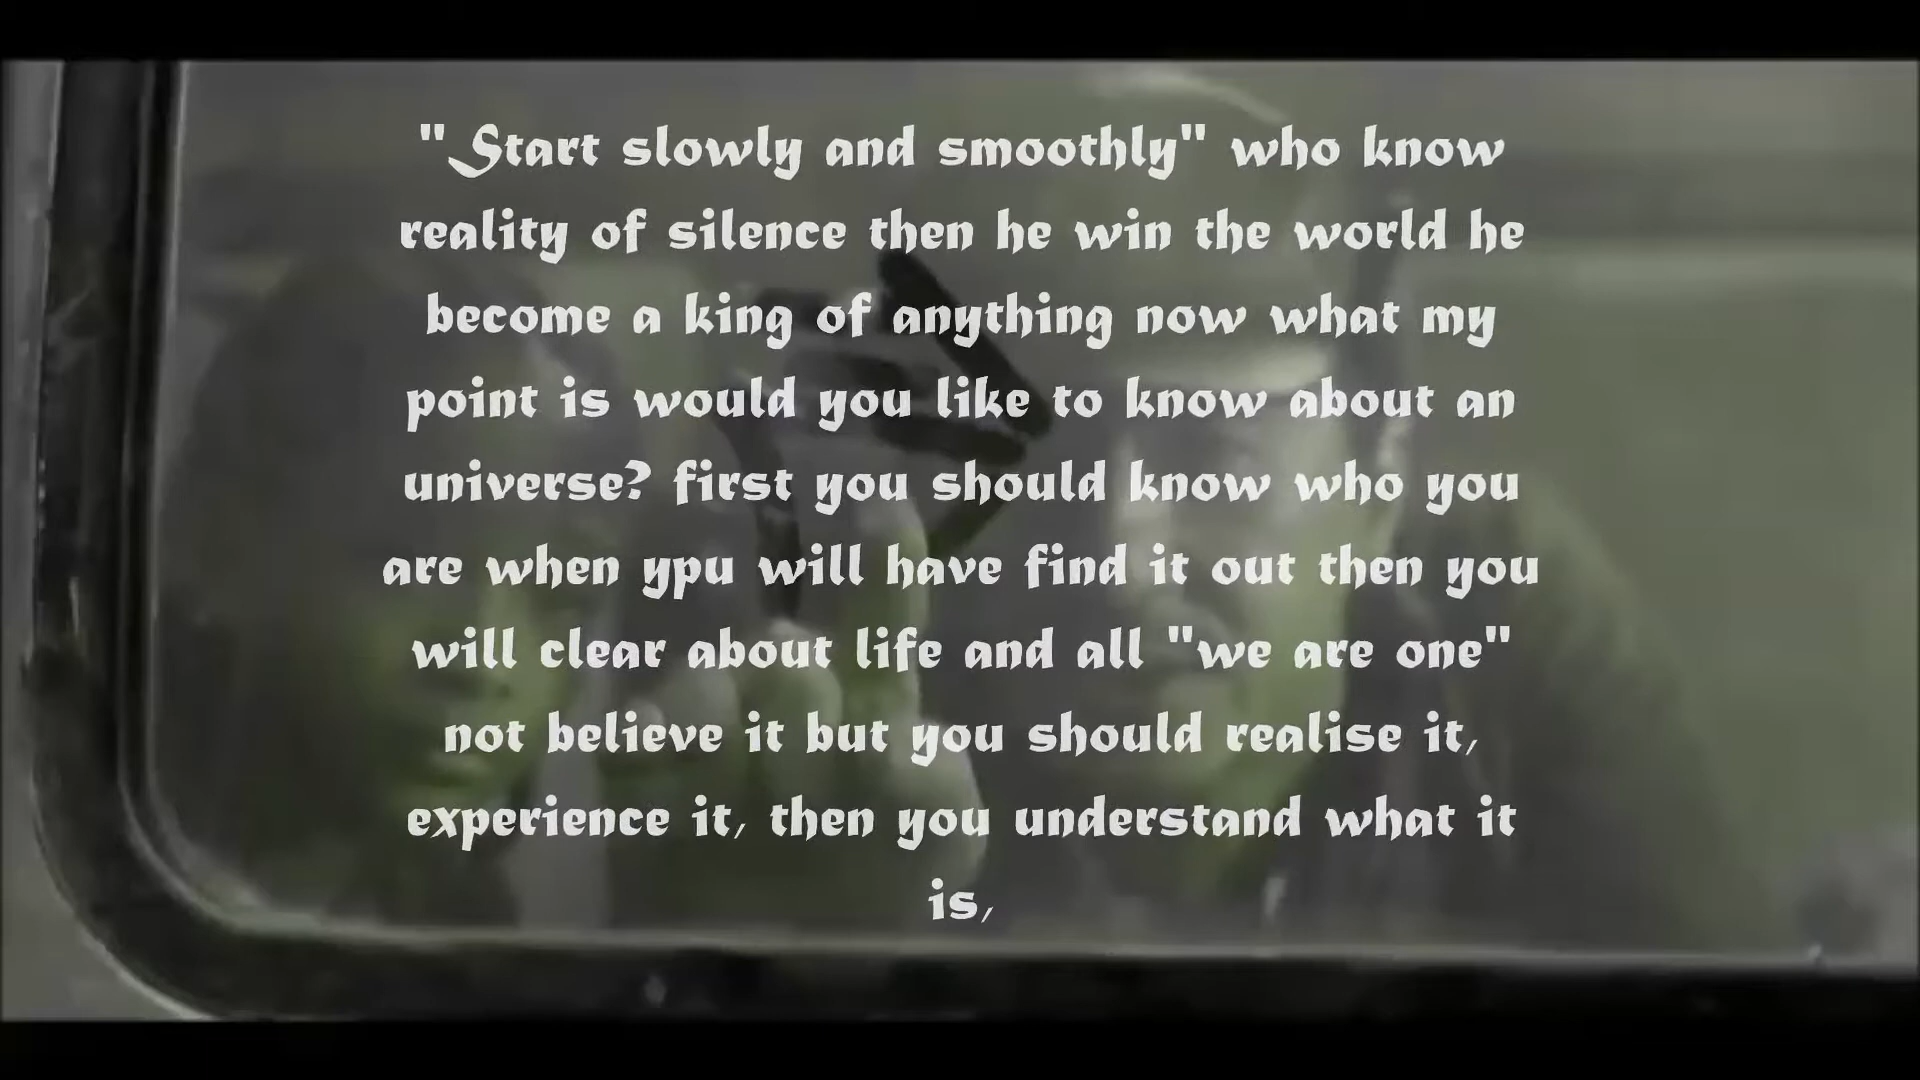 "Start slowly and smoothly" who know
reality of silence then he win the world he
become a king of anything now what my
point is would you like to know about an
universe? first you should know who you
are when ypu will have find it out then you
will clear about life and all "we are one"
not believe it but you should realise it,
experience it, then you understand what it
is,